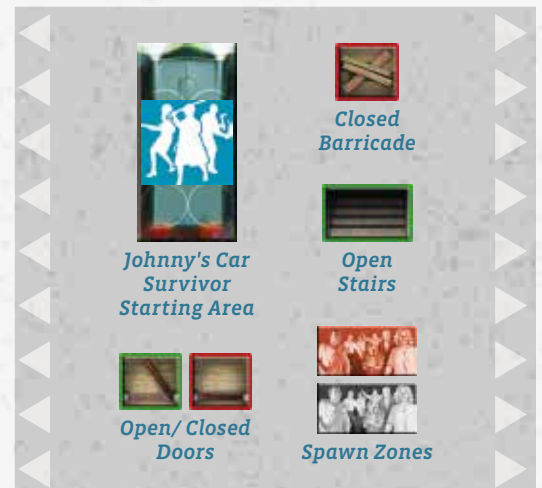 Johnny's Car
Survivor
Starting Area
Open/ Closed
Doors
Closed
Barricade
Open
Stairs
Spawn Zones